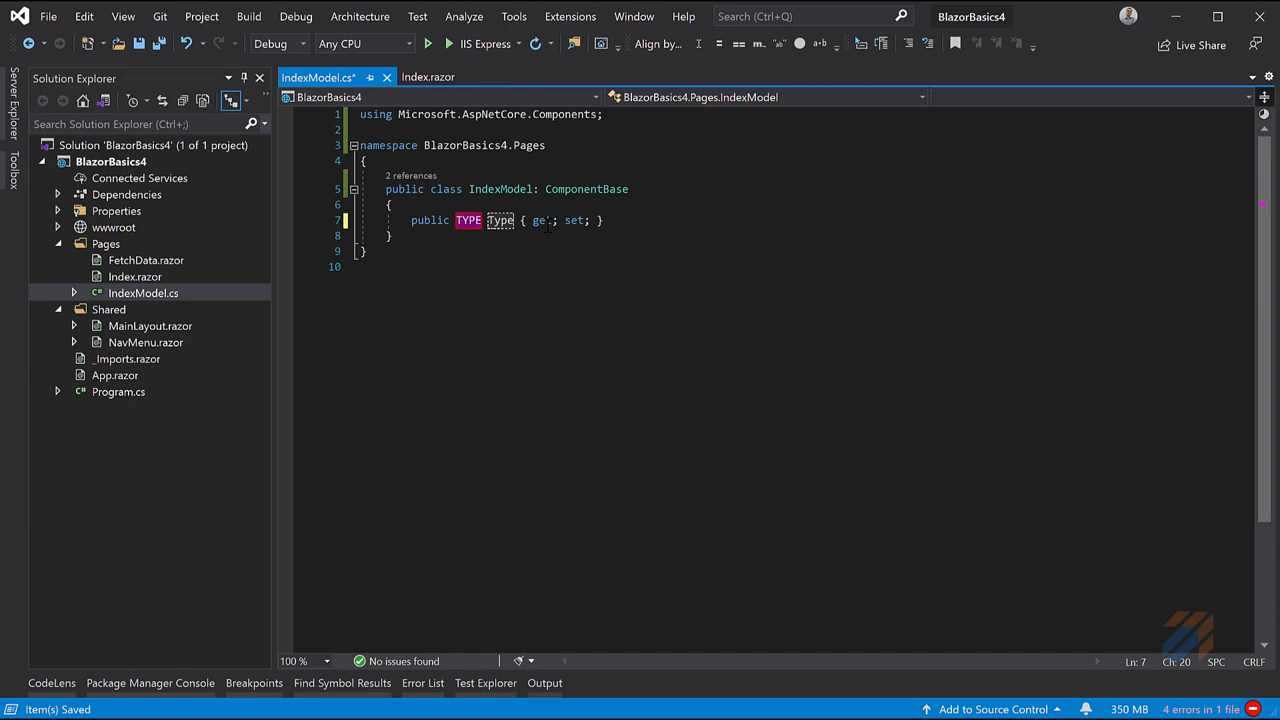 File Edit View Git Project Build Debug Architecture Test Analyze Tools Extensions Window Help Search (Ctrl+Q) BlazorBasics4
Debug Any CPU IIS Express Align by... Live Share
Server Explorer
Toolbox
Solution Explorer
Search Solution Explorer (Ctrl+;)
Solution 'BlazorBasics4' (1 of 1 project)
BlazorBasics4
Connected Services
Dependencies
Properties
wwwroot
Pages
FetchData.razor
Index.razor
IndexModel.cs
Shared
MainLayout.razor
NavMenu.razor
_Imports.razor
App.razor
Program.cs
IndexModel.cs* Index.razor
BlazorBasics4 BlazorBasics4.Pages.IndexModel
1 using Microsoft.AspNetCore.Components;
2
3 namespace BlazorBasics4.Pages
4 {
2 references
5 public class IndexModel: ComponentBase
6 {
7 public TYPE Type { get; set; }
8 }
9 }
10
100 % No issues found Ln: 7 Ch: 20 SPC CRLF
CodeLens Package Manager Console Breakpoints Find Symbol Results Error List Test Explorer Output
Item(s) Saved Add to Source Control 350 MB 4 errors in 1 file